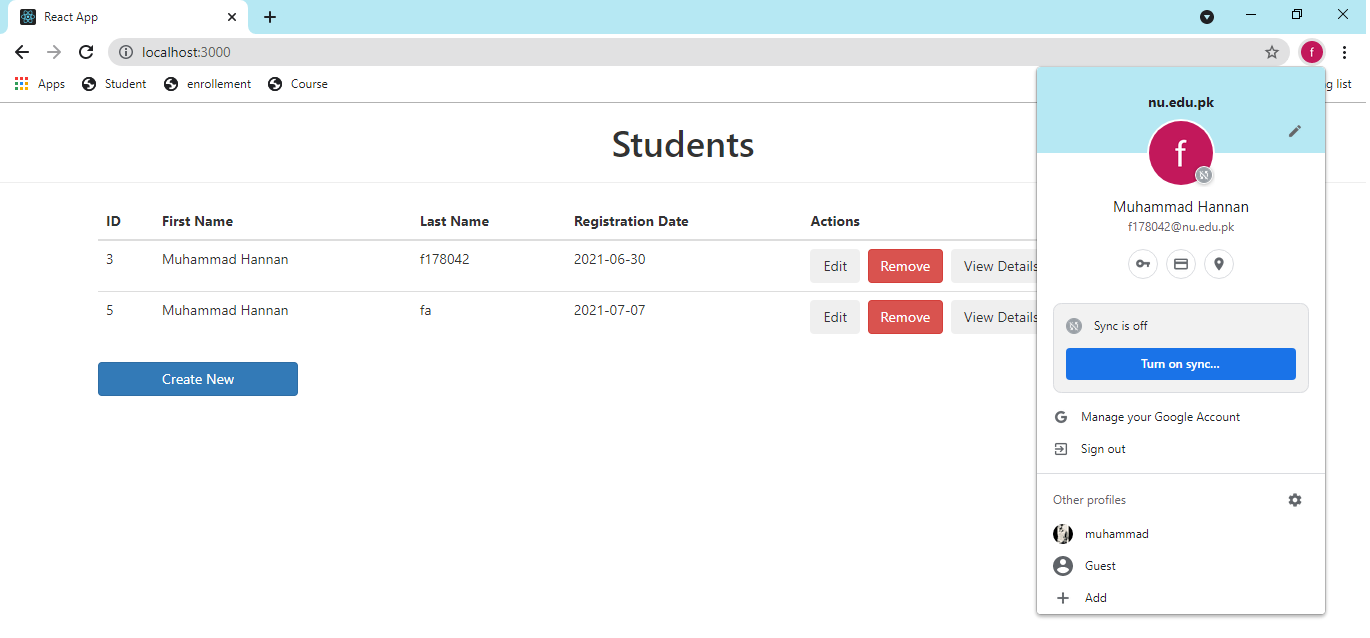 React App
localhost:3000
f
Apps Student enrollement Course
g list
Students
ID First Name Last Name Registration Date Actions
3 Muhammad Hannan f178042 2021-06-30 Edit Remove View Details
5 Muhammad Hannan fa 2021-07-07 Edit Remove View Details
Create New
nu.edu.pk
f
Muhammad Hannan
f178042@nu.edu.pk
Sync is off
Turn on sync...
G Manage your Google Account
Sign out
Other profiles
muhammad
Guest
Add